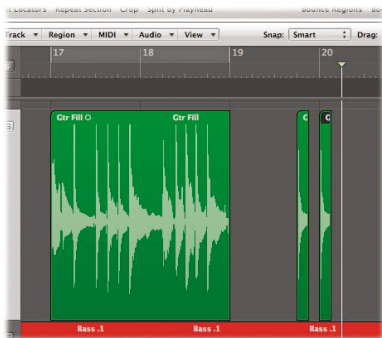 Locators Repeat Section Crop Split by Playhead Bounce Regions
Track Region MIDI Audio View Snap: Smart Drag:
17 18 19 20
S
Gtr Fill Gtr Fill G G
Bass .1 Bass .1 Bass .1